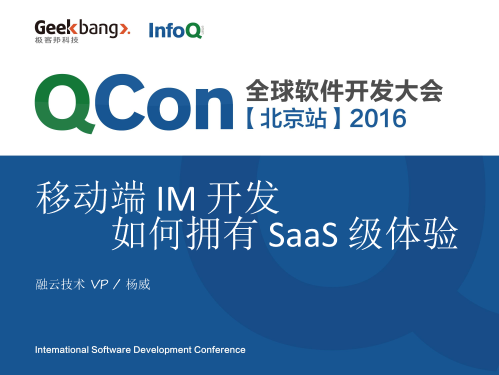 Geekbang>.
极客邦科技
InfoQ
QCon
全球软件开发大会
【北京站】2016
移动端 IM 开发
如何拥有 SaaS 级体验
融云技术 VP / 杨威
International Software Development Conference